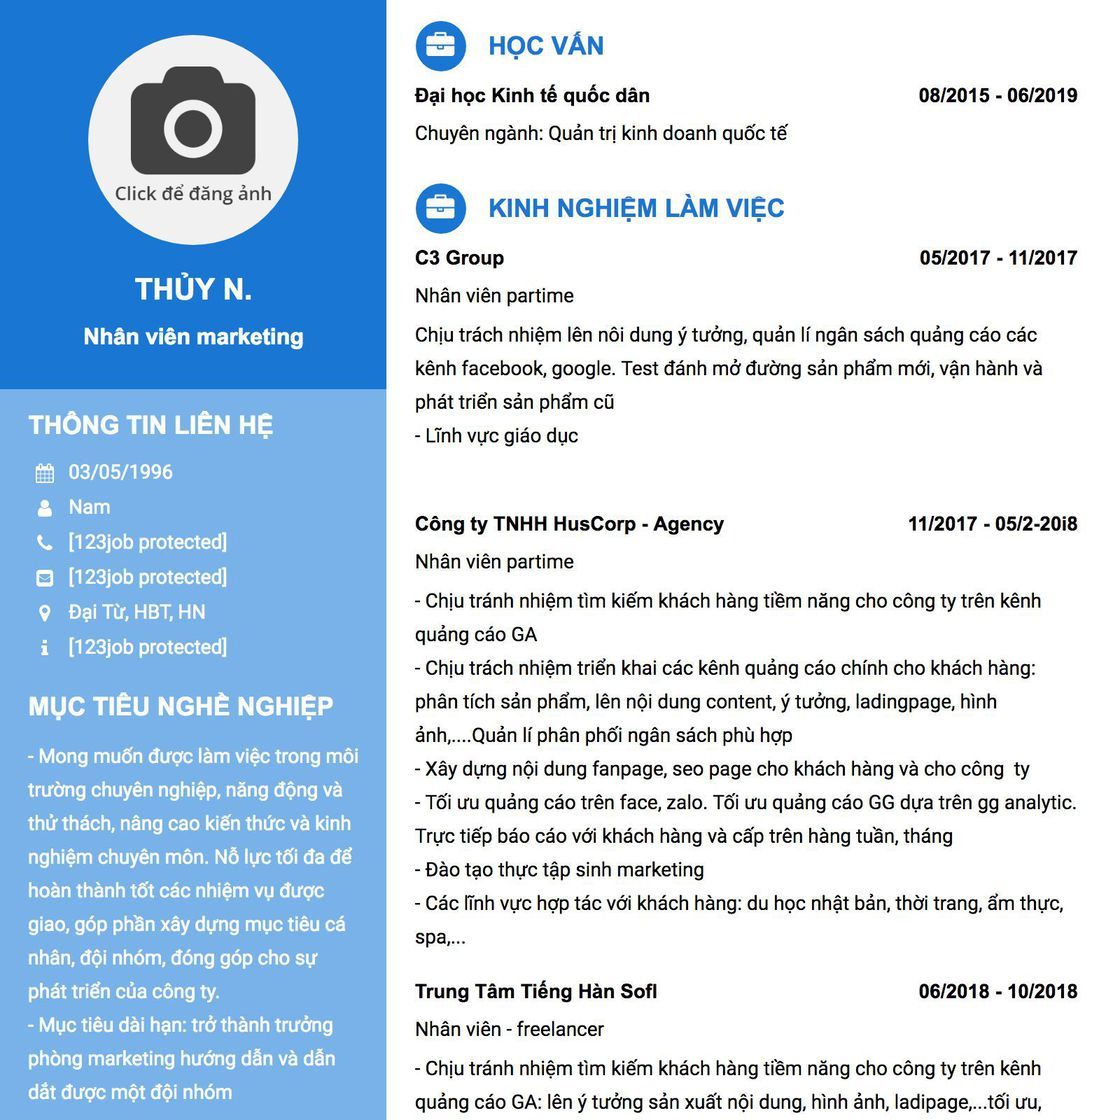 Click để đăng ảnh
THỦY N.
Nhân viên marketing
THÔNG TIN LIÊN HỆ
03/05/1996
Nam
[123job protected]
[123job protected]
Đại Từ, HBT, HN
[123job protected]
MỤC TIÊU NGHỀ NGHIỆP
- Mong muốn được làm việc trong môi
trường chuyên nghiệp, năng động và
thử thách, nâng cao kiến thức và kinh
nghiệm chuyên môn. Nỗ lực tối đa để
hoàn thành tốt các nhiệm vụ được
giao, góp phần xây dựng mục tiêu cá
nhân, đội nhóm, đóng góp cho sự
phát triển của công ty.
- Mục tiêu dài hạn: trở thành trưởng
phòng marketing hướng dẫn và dẫn
dắt được một đội nhóm
HỌC VẤN
Đại học Kinh tế quốc dân 08/2015 - 06/2019
Chuyên ngành: Quản trị kinh doanh quốc tế
KINH NGHIỆM LÀM VIỆC
C3 Group 05/2017 - 11/2017
Nhân viên partime
Chịu trách nhiệm lên nôi dung ý tưởng, quản lí ngân sách quảng cáo các
kênh facebook, google. Test đánh mở đường sản phẩm mới, vận hành và
phát triển sản phẩm cũ
- Lĩnh vực giáo dục
Công ty TNHH HusCorp - Agency 11/2017 - 05/2-20i8
Nhân viên partime
- Chịu tránh nhiệm tìm kiếm khách hàng tiềm năng cho công ty trên kênh
quảng cáo GA
- Chịu trách nhiệm triển khai các kênh quảng cáo chính cho khách hàng:
phân tích sản phẩm, lên nội dung content, ý tưởng, ladingpage, hình
ảnh,....Quản lí phân phối ngân sách phù hợp
- Xây dựng nội dung fanpage, seo page cho khách hàng và cho công  ty
- Tối ưu quảng cáo trên face, zalo. Tối ưu quảng cáo GG dựa trên gg analytic.
Trực tiếp báo cáo với khách hàng và cấp trên hàng tuần, tháng
- Đào tạo thực tập sinh marketing
- Các lĩnh vực hợp tác với khách hàng: du học nhật bản, thời trang, ẩm thực,
spa,...
Trung Tâm Tiếng Hàn Sofl 06/2018 - 10/2018
Nhân viên - freelancer
- Chịu tránh nhiệm tìm kiếm khách hàng tiềm năng cho công ty trên kênh
quảng cáo GA: lên ý tưởng sản xuất nội dung, hình ảnh, ladipage,...tối ưu,